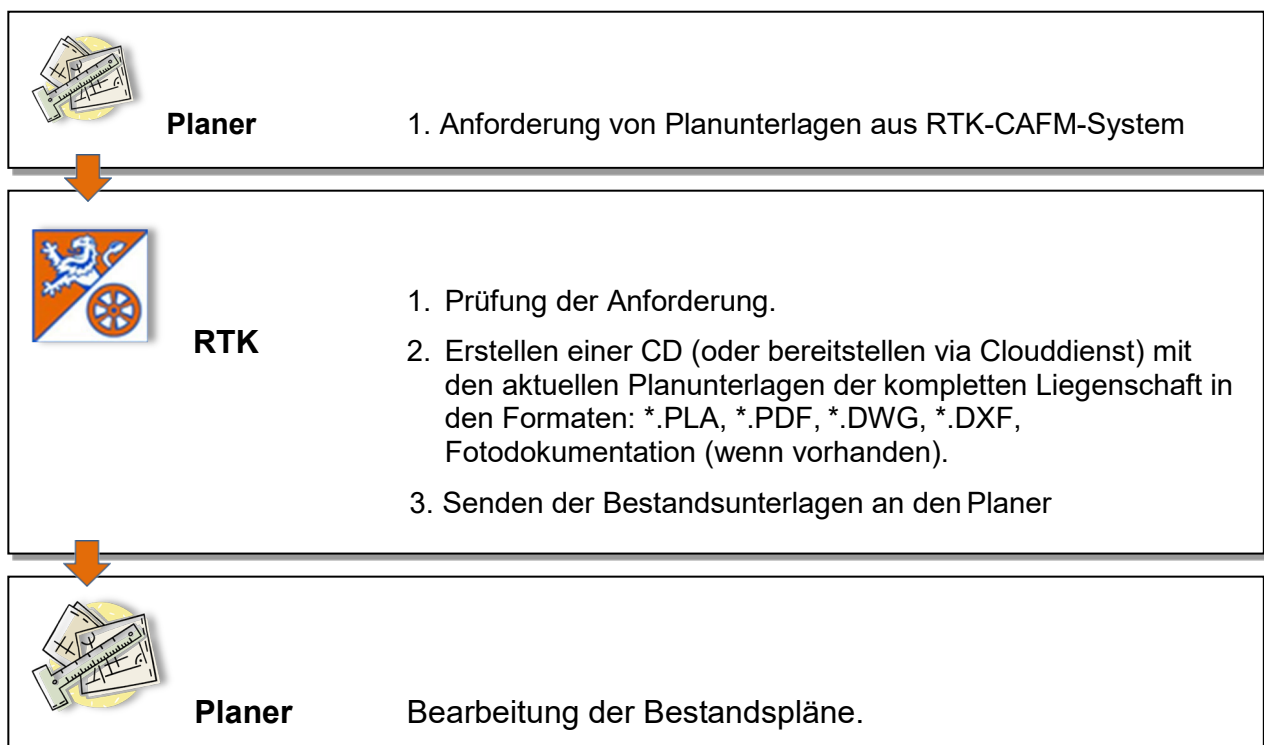 Planer 1. Anforderung von Planunterlagen aus RTK-CAFM-System
RTK
1. Prüfung der Anforderung.
2. Erstellen einer CD (oder bereitstellen via Clouddienst) mit
den aktuellen Planunterlagen der kompletten Liegenschaft in
den Formaten: *.PLA, *.PDF, *.DWG, *.DXF,
Fotodokumentation (wenn vorhanden).
3. Senden der Bestandsunterlagen an den Planer
Planer Bearbeitung der Bestandspläne.